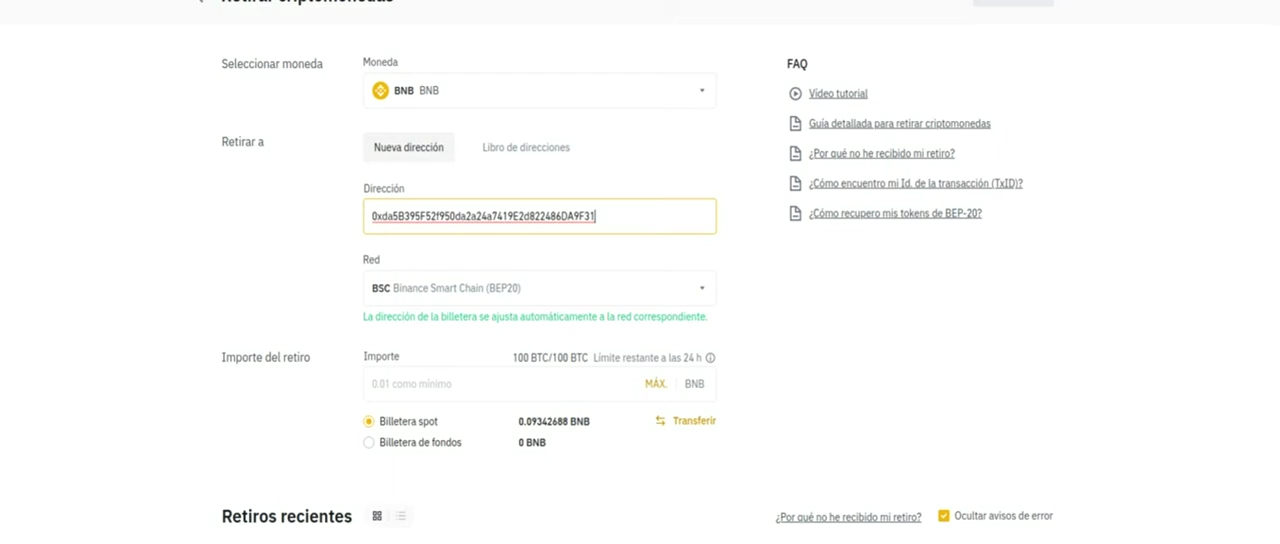 Retirar criptomonedas
Seleccionar moneda
Moneda
BNB BNB
Retirar a
Nueva dirección Libro de direcciones
Dirección
0xda5B395F52f950da2a24a7419E2d822486DA9F31
Red
BSC Binance Smart Chain (BEP20)
La dirección de la billetera se ajusta automáticamente a la red correspondiente.
Importe del retiro
Importe 100 BTC/100 BTC Límite restante a las 24 h
0.01 como mínimo MÁX. BNB
Billetera spot 0.09342688 BNB Transferir
Billetera de fondos 0 BNB
FAQ
Vídeo tutorial
Guía detallada para retirar criptomonedas
¿Por qué no he recibido mi retiro?
¿Cómo encuentro mi Id. de la transacción (TxID)?
¿Cómo recupero mis tokens de BEP-20?
Retiros recientes ¿Por qué no he recibido mi retiro? Ocultar avisos de error